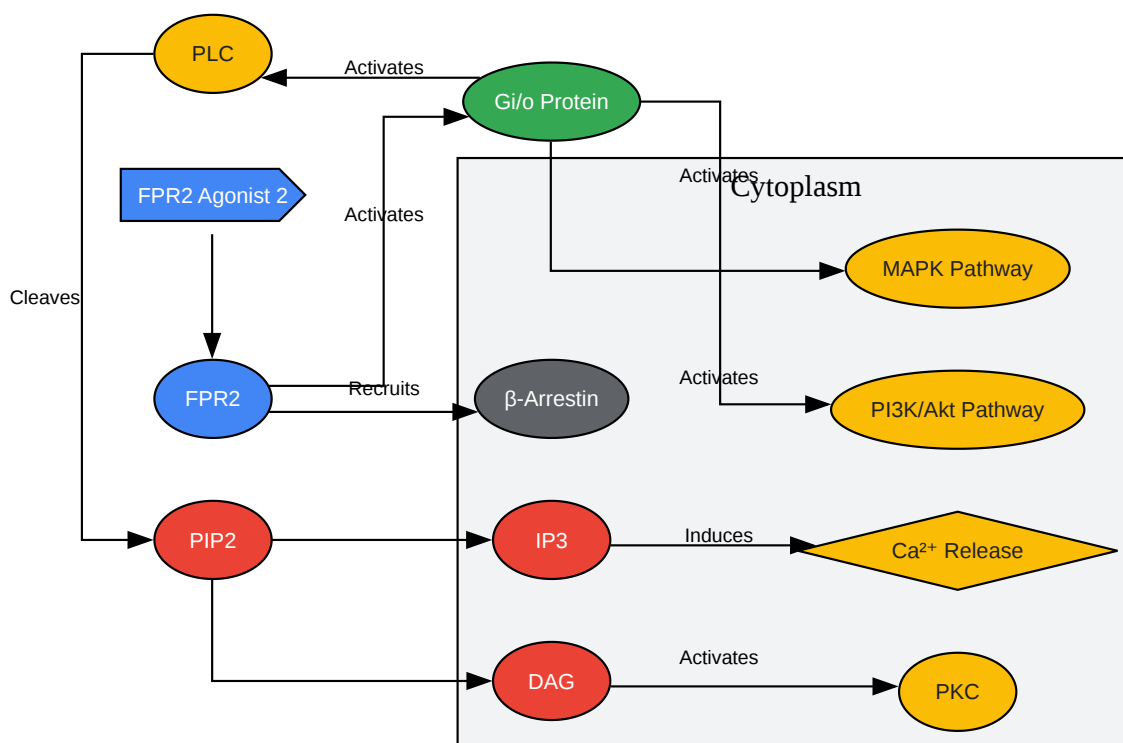 PLC
Activates
Gi/o Protein
FPR2 Agonist 2
Activates
Activates
Cytoplasm
MAPK Pathway
Cleaves
FPR2
Recruits
β-Arrestin
Activates
PI3K/Akt Pathway
PIP2
IP3
Induces
Ca²⁺ Release
DAG
Activates
PKC